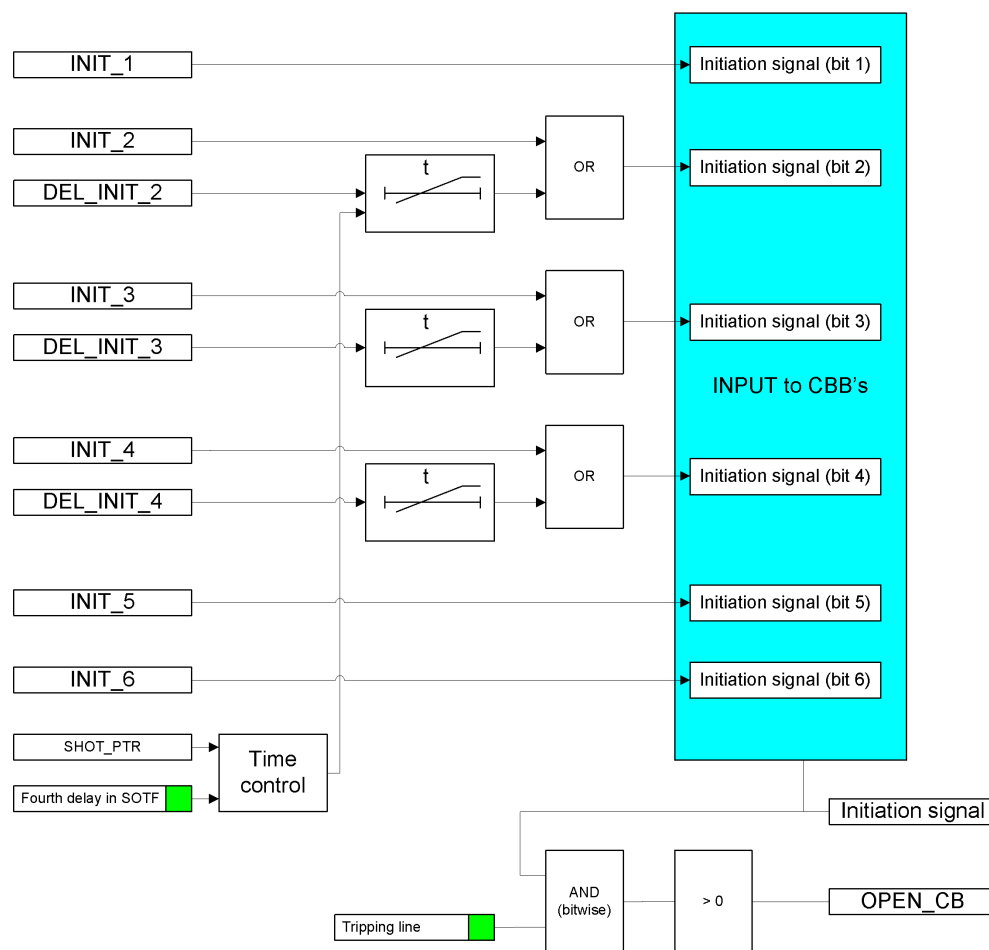 INIT_1
Initiation signal (bit 1)
INIT_2
OR
Initiation signal (bit 2)
t
DEL_INIT_2
INIT_3
OR
Initiation signal (bit 3)
t
DEL_INIT_3
INPUT to CBB's
INIT_4
OR
Initiation signal (bit 4)
t
DEL_INIT_4
INIT_5
Initiation signal (bit 5)
INIT_6
Initiation signal (bit 6)
SHOT_PTR
Time
control
Fourth delay in SOTF
Initiation signal
AND
(bitwise)
> 0
OPEN_CB
Tripping line